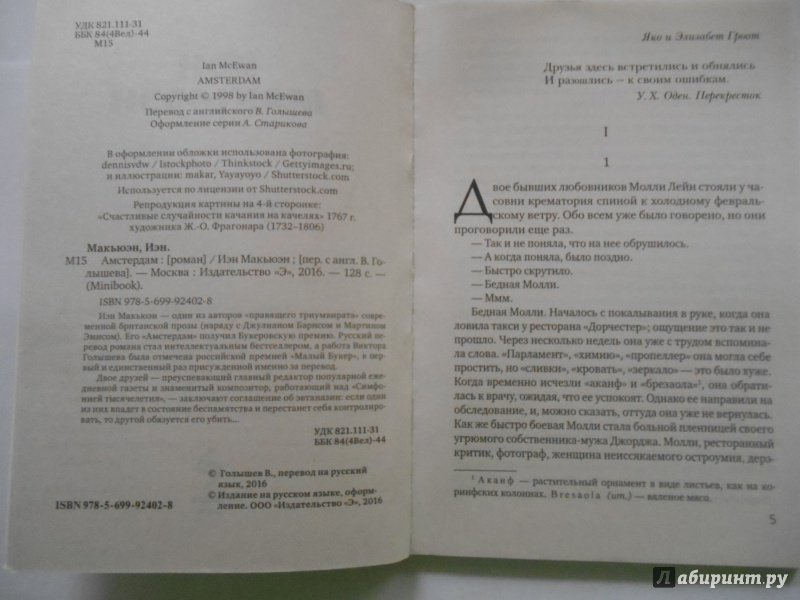 УДК 821.111-31
ББК 84(4Вел)-44
М15
Ian McEwan
AMSTERDAM
Copyright © 1998 by Ian McEwan
Перевод с английского В. Голышева
Оформление серии А. Старикова
В оформлении обложки использована фотография:
dennisvdw / Istockphoto / Thinkstock / Gettyimages.ru;
и иллюстрации: makar, Yayayoyo / Shutterstock.com
Используется по лицензии от Shutterstock.com
Репродукция картины на 4-й сторонке:
«Счастливые случайности качания на качелях» 1767 г.
художника Ж.-О. Фрагонара (1732–1806)
Макьюэн, Иэн.
М15 Амстердам : [роман] / Иэн Макьюэн ; [пер. с англ. В. Го-
лышева]. — Москва : Издательство «Э», 2016. — 128 с. —
(Minibook).
ISBN 978-5-699-92402-8
Иэн Макьюэн — один из авторов «правящего триумвирата» совре-
менной британской прозы (наряду с Джулианом Барнсом и Мартином
Эмисом). Его «Амстердам» получил Букеровскую премию. Русский пе-
ревод романа стал интеллектуальным бестселлером, а работа Виктора
Голышева была отмечена российской премией «Малый Букер», в пер-
вый и единственный раз присужденной именно за перевод.
Двое друзей — преуспевающий главный редактор популярной еже-
дневной газеты и знаменитый композитор, работающий над «Симфо-
нией тысячелетия», — заключают соглашение об эвтаназии: если один
из них впадет в состояние беспамятства и перестанет себя контролиро-
вать, то другой обязуется его убить...
УДК 821.111-31
ББК 84(4Вел)-44
© Голышев В., перевод на русский
язык, 2016
© Издание на русском языке, оформ-
ление. ООО «Издательство «Э», 2016
ISBN 978-5-699-92402-8
Яко и Элизабет Гроот
Друзья здесь встретились и обнялись
И разошлись – к своим ошибкам.
У. Х. Оден. Перекресток
I
1
Двое бывших любовников Молли Лейн стояли у ча-
совни крематория спиной к холодному февраль-
скому ветру. Обо всем уже было говорено, но они
проговорили еще раз.
— Так и не поняла, что на нее обрушилось.
— А когда поняла, было поздно.
— Быстро скрутило.
— Бедная Молли.
— Ммм.
Бедная Молли. Началось с покалывания в руке, когда она
ловила такси у ресторана «Дорчестер»; ощущение это так и не
прошло. Через несколько недель она уже с трудом вспомина-
ла слова. «Парламент», «химию», «пропеллер» она могла себе
простить, но «сливки», «кровать», «зеркало» — это было хуже.
Когда временно исчезли «аканф» и «брезаола»¹, она обрати-
лась к врачу, ожидая, что ее успокоят. Однако ее направили на
обследование, и, можно сказать, оттуда она уже не вернулась.
Как же быстро боевая Молли стала больной пленницей своего
угрюмого собственника-мужа Джорджа. Молли, ресторанный
критик, фотограф, женщина неиссякаемого остроумия, дерз-
¹ Аканф — растительный орнамент в виде листьев, как на ко-
ринфских колоннах. Bresaola (ит.) — вяленое мясо.
5
Лабиринт.ру